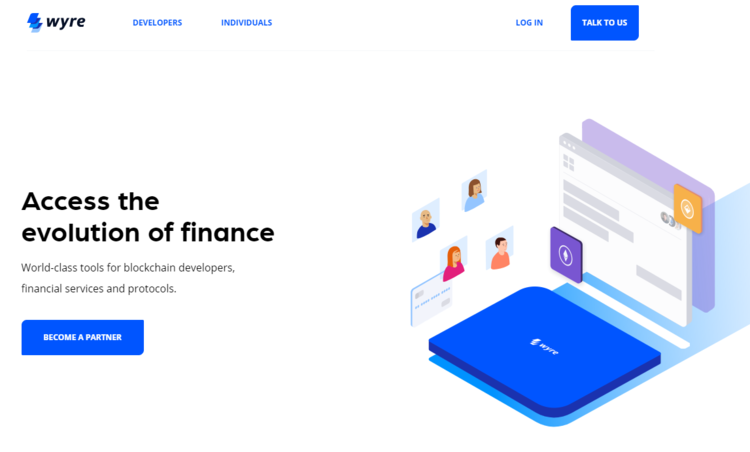 wyre
DEVELOPERS
INDIVIDUALS
LOG IN
TALK TO US
Access the
evolution of finance
World-class tools for blockchain developers,
financial services and protocols.
BECOME A PARTNER
wyre